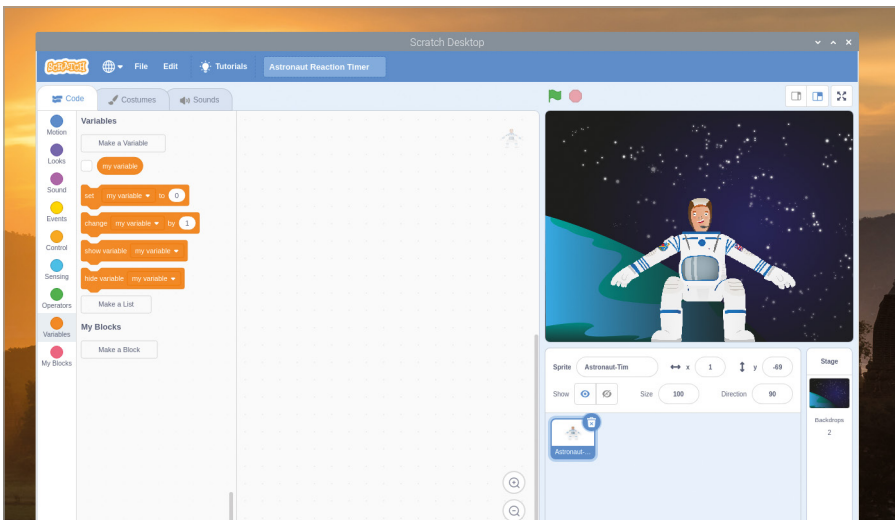 Scratch Desktop
SCRATCH
File Edit Tutorials Astronaut Reaction Timer
Code Costumes Sounds
Motion
Looks
Sound
Events
Control
Sensing
Operators
Variables
My Blocks
Variables
Make a Variable
my variable
set my variable to 0
change my variable by 1
show variable my variable
hide variable my variable
Make a List
My Blocks
Make a Block
Sprite Astronaut-Tim x 1 y -69
Show Size 100 Direction 90
Astronaut-...
Stage
Backdrops
2